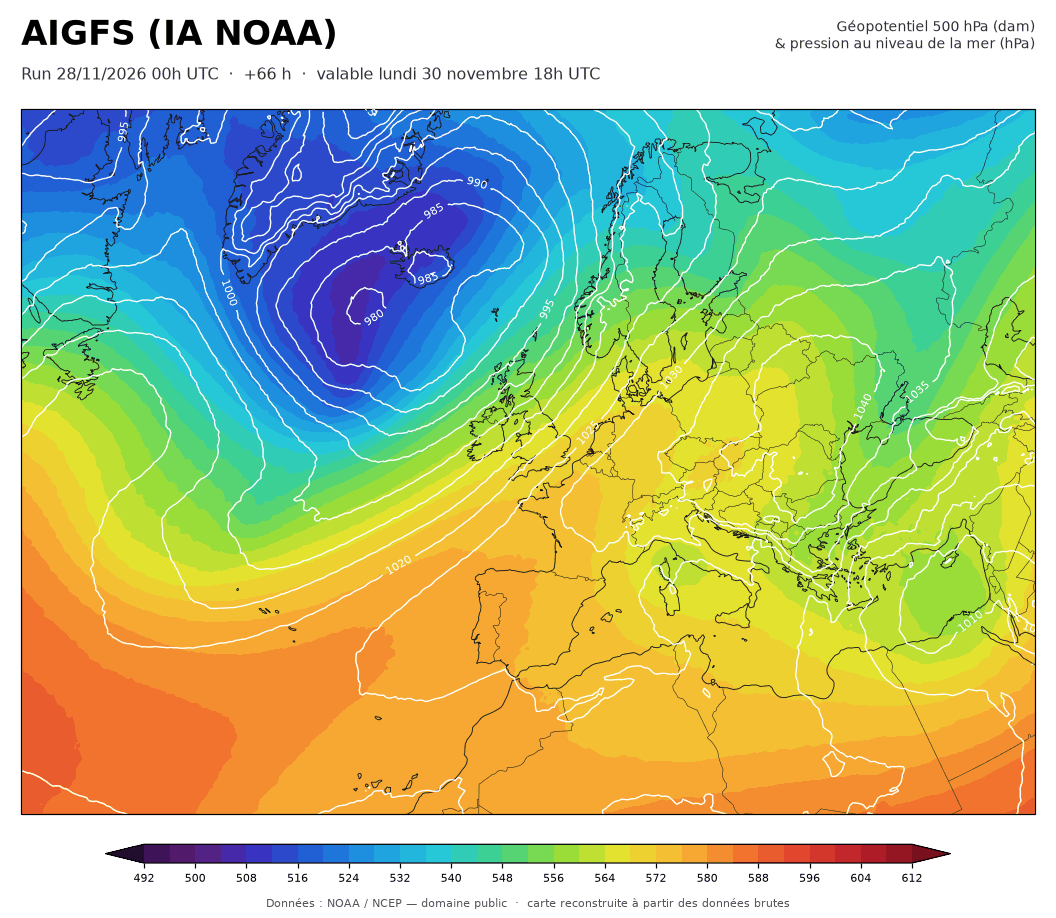 AIGFS (IA NOAA)
Géopotentiel 500 hPa (dam)
& pression au niveau de la mer (hPa)
Run 28/11/2026 00h UTC · +66 h · valable lundi 30 novembre 18h UTC
995
990
985
985
1000
980
995
1030
1040
1035
1020
1010
492 500 508 516 524 532 540 548 556 564 572 580 588 596 604 612
Données : NOAA / NCEP — domaine public · carte reconstruite à partir des données brutes